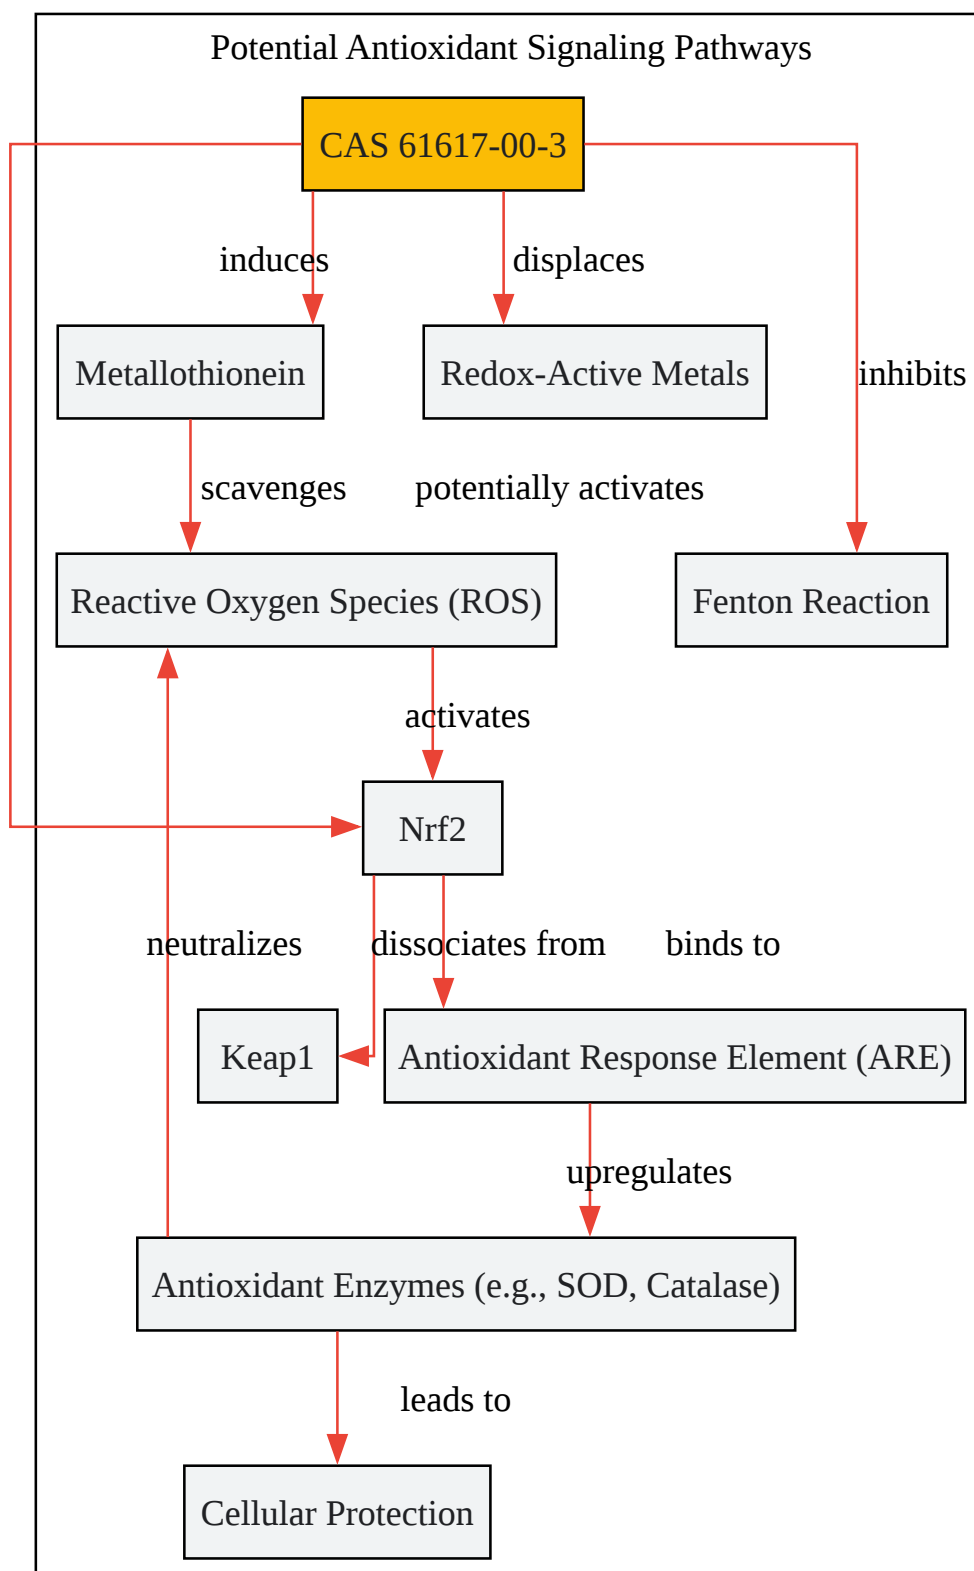 Potential Antioxidant Signaling Pathways
CAS 61617-00-3
induces
displaces
Metallothionein
Redox-Active Metals
inhibits
scavenges
potentially activates
Reactive Oxygen Species (ROS)
Fenton Reaction
activates
Nrf2
neutralizes
dissociates from
binds to
Keap1
Antioxidant Response Element (ARE)
upregulates
Antioxidant Enzymes (e.g., SOD, Catalase)
leads to
Cellular Protection